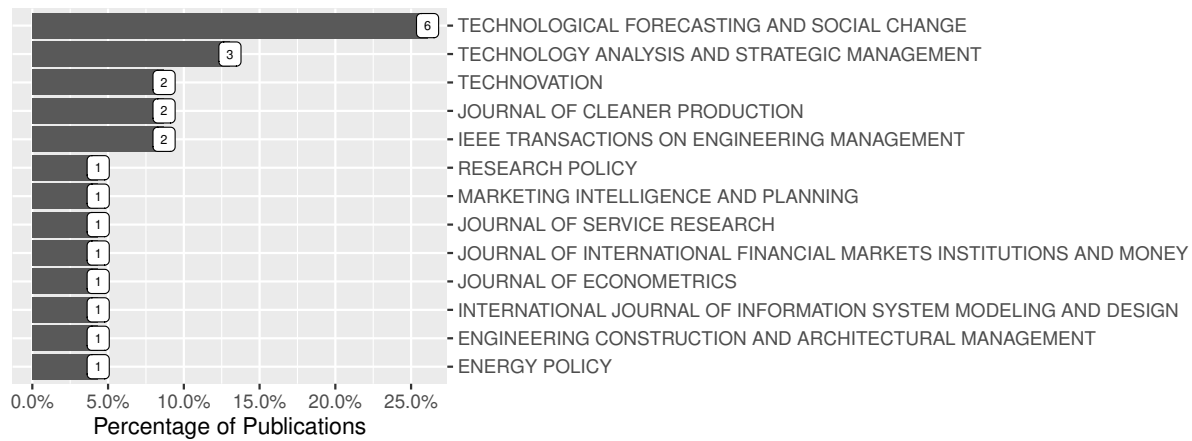 6 TECHNOLOGICAL FORECASTING AND SOCIAL CHANGE
3 TECHNOLOGY ANALYSIS AND STRATEGIC MANAGEMENT
2 TECHNOVATION
2 JOURNAL OF CLEANER PRODUCTION
2 IEEE TRANSACTIONS ON ENGINEERING MANAGEMENT
1 RESEARCH POLICY
1 MARKETING INTELLIGENCE AND PLANNING
1 JOURNAL OF SERVICE RESEARCH
1 JOURNAL OF INTERNATIONAL FINANCIAL MARKETS INSTITUTIONS AND MONEY
1 JOURNAL OF ECONOMETRICS
1 INTERNATIONAL JOURNAL OF INFORMATION SYSTEM MODELING AND DESIGN
1 ENGINEERING CONSTRUCTION AND ARCHITECTURAL MANAGEMENT
1 ENERGY POLICY
0.0% 5.0% 10.0% 15.0% 20.0% 25.0%
Percentage of Publications